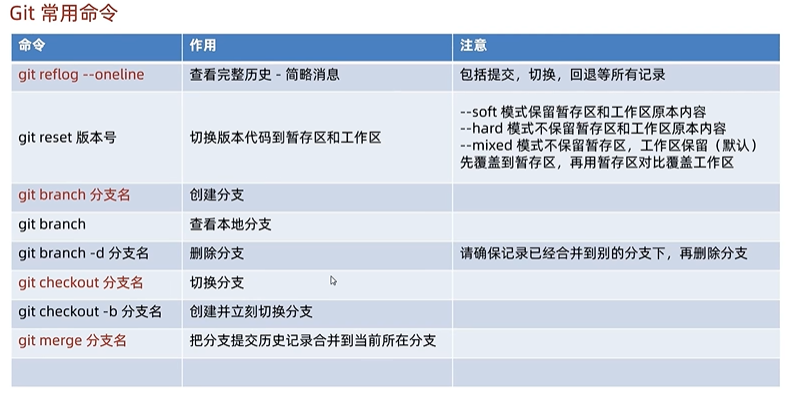 Git 常用命令
命令 作用 注意
git reflog --oneline 查看完整历史 - 简略消息 包括提交，切换，回退等所有记录
git reset 版本号 切换版本代码到暂存区和工作区 --soft 模式保留暂存区和工作区原本内容
--hard 模式不保留暂存区和工作区原本内容
--mixed 模式不保留暂存区，工作区保留（默认）
先覆盖到暂存区，再用暂存区对比覆盖工作区
git branch 分支名 创建分支
git branch 查看本地分支
git branch -d 分支名 删除分支 请确保记录已经合并到别的分支下，再删除分支
git checkout 分支名 切换分支
git checkout -b 分支名 创建并立刻切换分支
git merge 分支名 把分支提交历史记录合并到当前所在分支